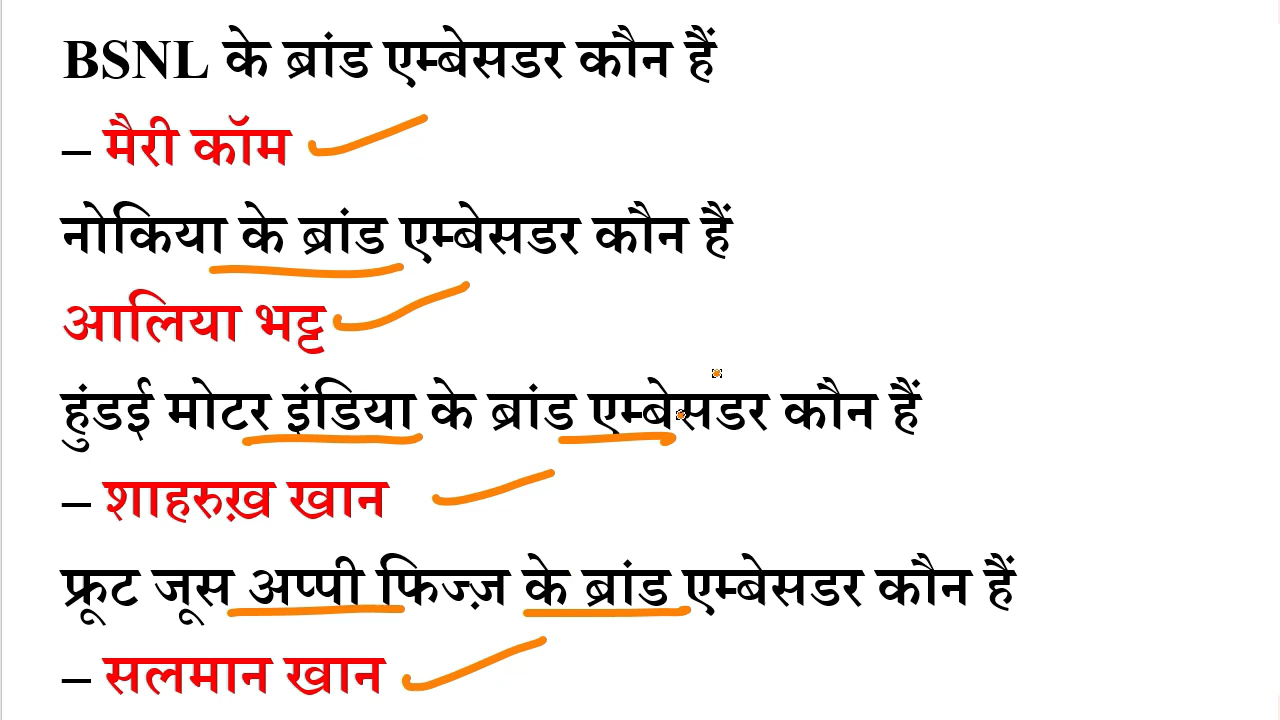 BSNL के ब्रांड एम्बेसडर कौन हैं
– मैरी कॉम
नोकिया के ब्रांड एम्बेसडर कौन हैं
आलिया भट्ट
हुंडई मोटर इंडिया के ब्रांड एम्बेसडर कौन हैं
– शाहरुख़ खान
फ्रूट जूस अप्पी फिज्ज़ के ब्रांड एम्बेसडर कौन हैं
– सलमान खान